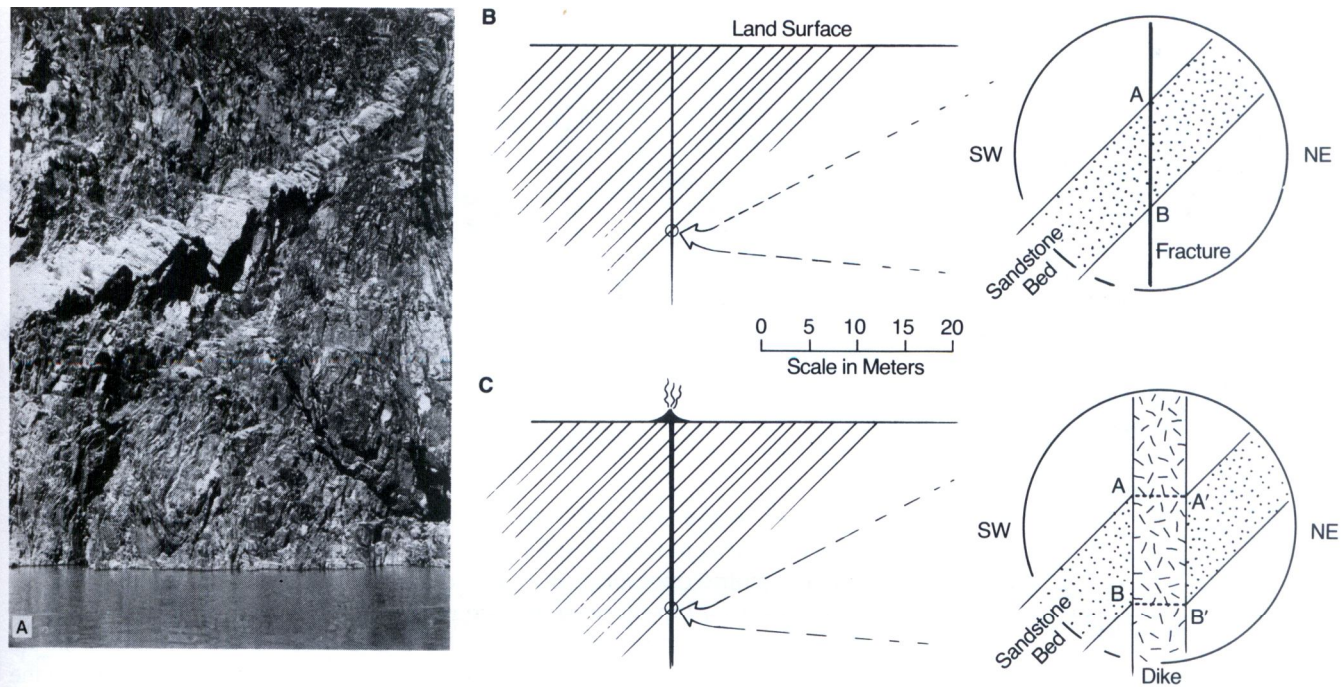 A
B
Land Surface
SW
NE
A
B
Fracture
Sandstone
Bed
0 5 10 15 20
Scale in Meters
C
SW
NE
A
A′
B
B′
Sandstone
Bed
Dike